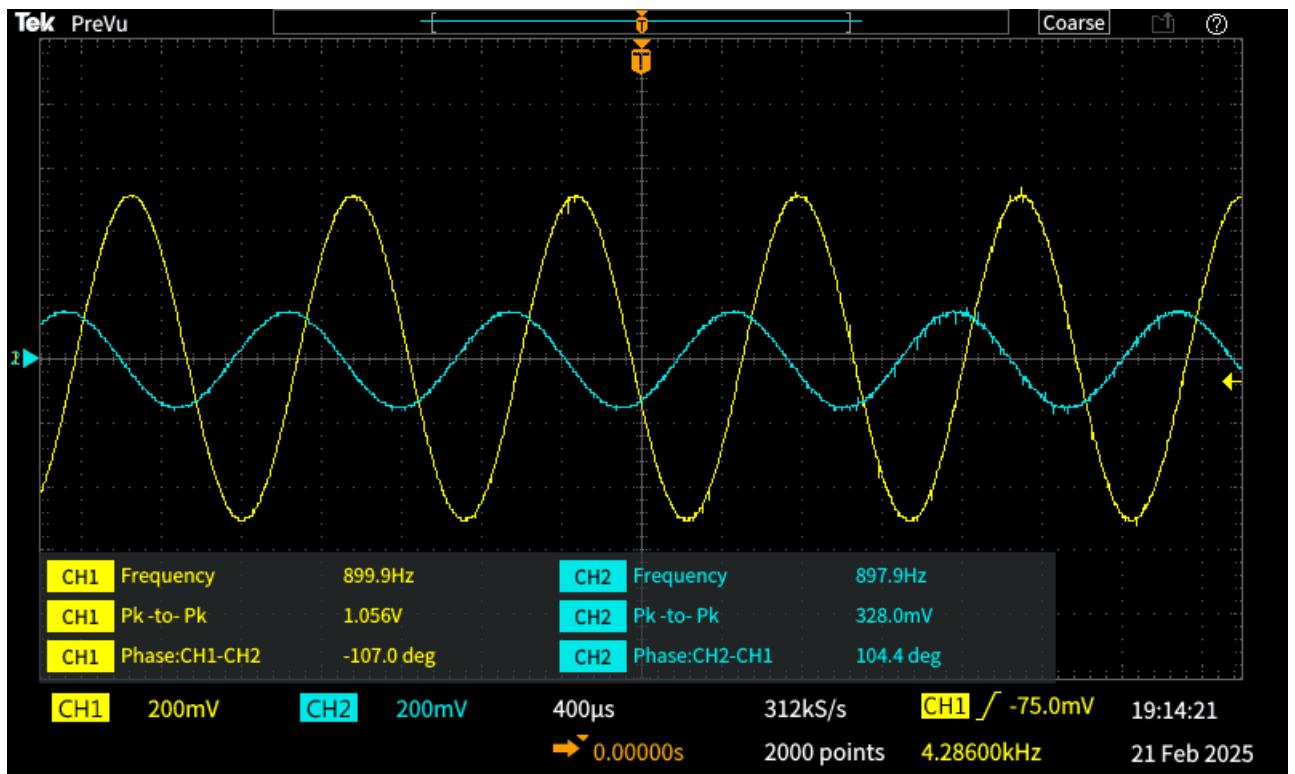 Tek PreVu Coarse
T
T
2
CH1 Frequency 899.9Hz CH2 Frequency 897.9Hz
CH1 Pk -to- Pk 1.056V CH2 Pk -to- Pk 328.0mV
CH1 Phase:CH1-CH2 -107.0 deg CH2 Phase:CH2-CH1 104.4 deg
CH1 200mV CH2 200mV 400µs 312kS/s CH1 -75.0mV 19:14:21
0.00000s 2000 points 4.28600kHz 21 Feb 2025